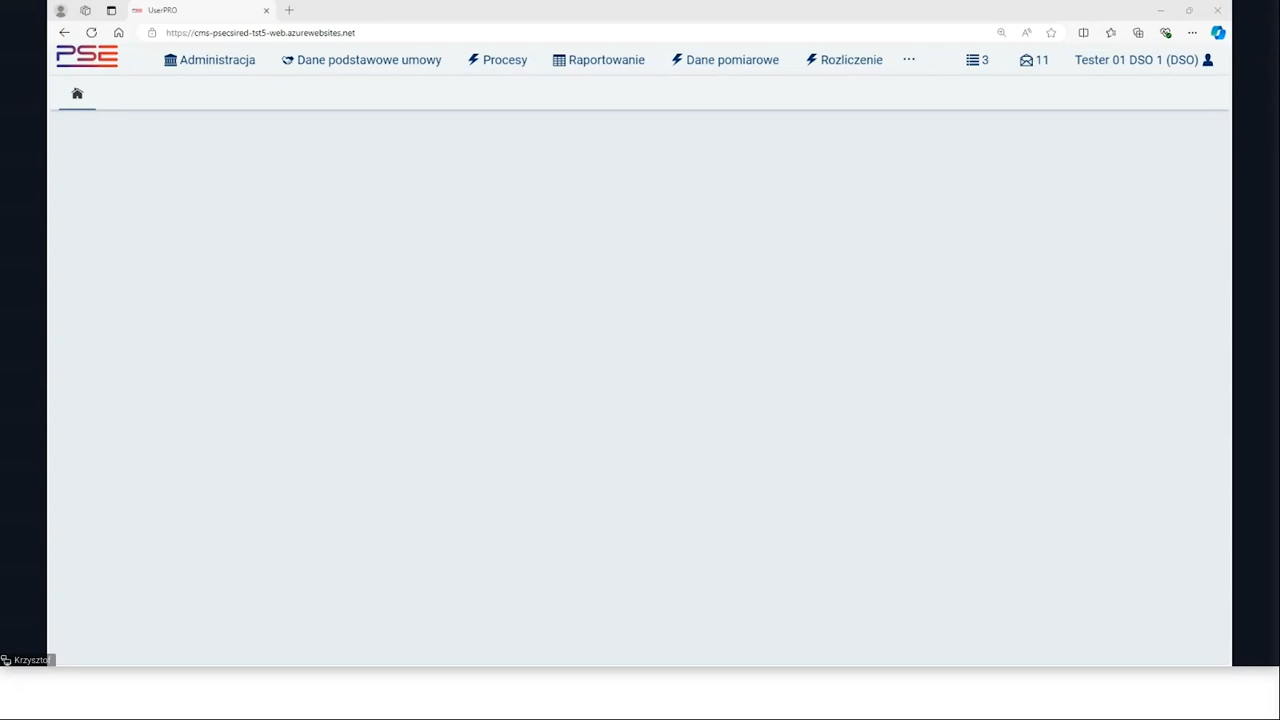 UserPRO
https://cms-psecsired-tst5-web.azurewebsites.net
PSE Administracja Dane podstawowe umowy Procesy Raportowanie Dane pomiarowe Rozliczenie ... 3 11 Tester 01 DSO 1 (DSO)
Krzysztof